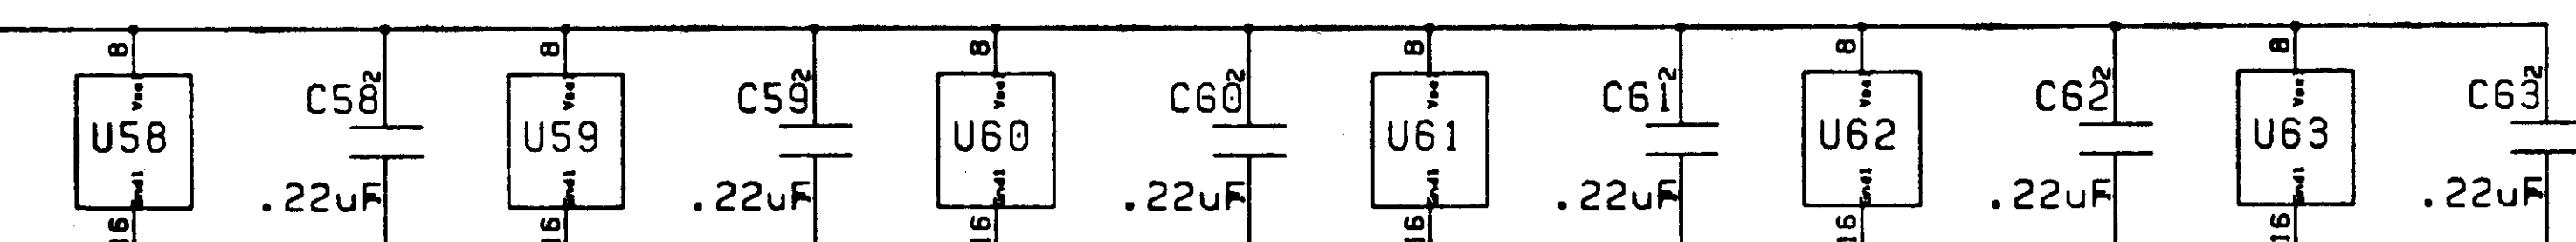 8 8 8 8 8 8
2 2 2 2 2 2
C58 C59 C60 C61 C62 C63
U58 U59 U60 U61 U62 U63
.22uF .22uF .22uF .22uF .22uF .22uF
16 16 16 16 16 16